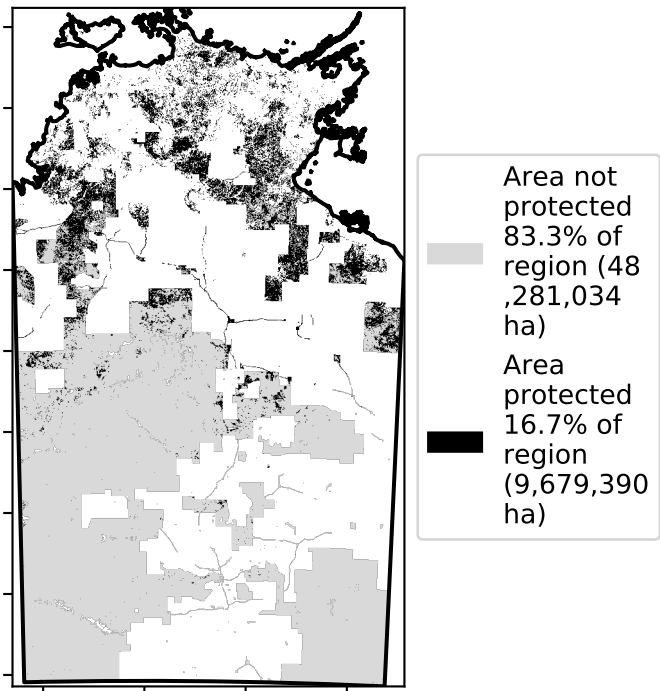 Area not
protected
83.3% of
region (48
,281,034
ha)
Area
protected
16.7% of
region
(9,679,390
ha)